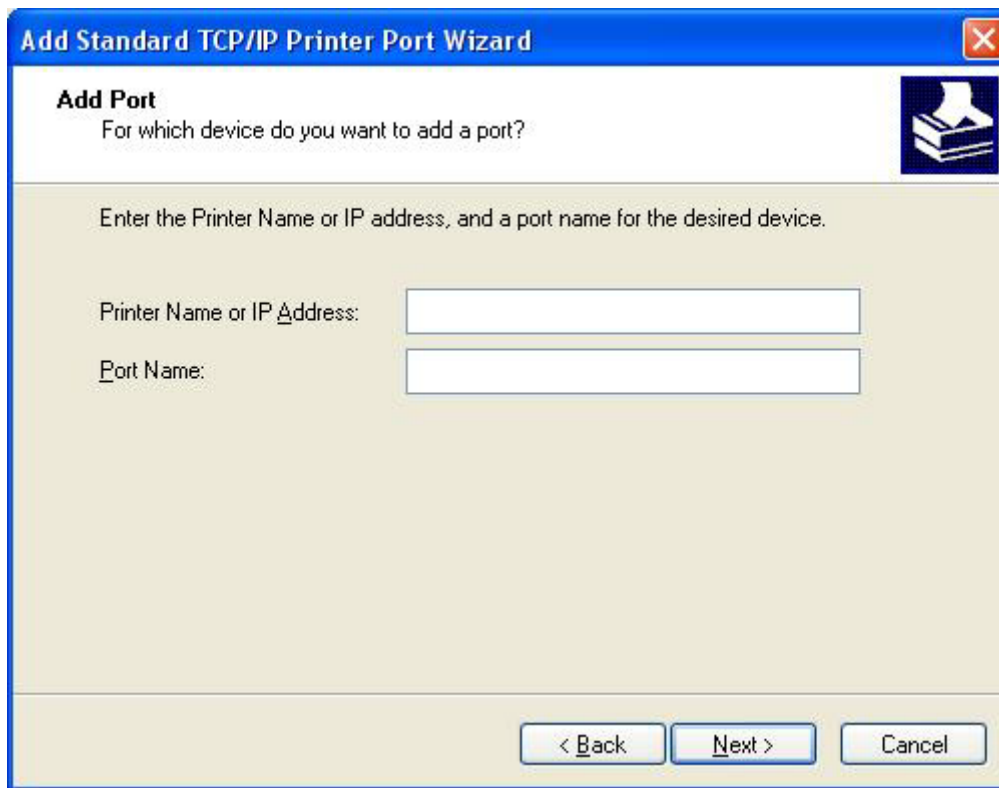 Add Standard TCP/IP Printer Port Wizard
Add Port
For which device do you want to add a port?
Enter the Printer Name or IP address, and a port name for the desired device.
Printer Name or IP Address:
Port Name:
< Back Next > Cancel